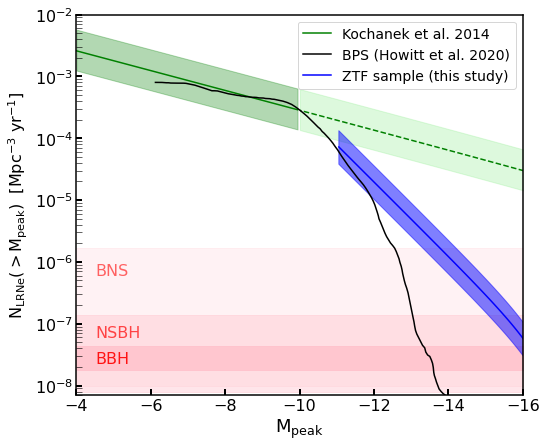 10⁻²
10⁻³
10⁻⁴
10⁻⁵
10⁻⁶
10⁻⁷
10⁻⁸
N_LRNe(>M_peak) [Mpc⁻³ yr⁻¹]
Kochanek et al. 2014
BPS (Howitt et al. 2020)
ZTF sample (this study)
BNS
NSBH
BBH
−4 −6 −8 −10 −12 −14 −16
M_peak